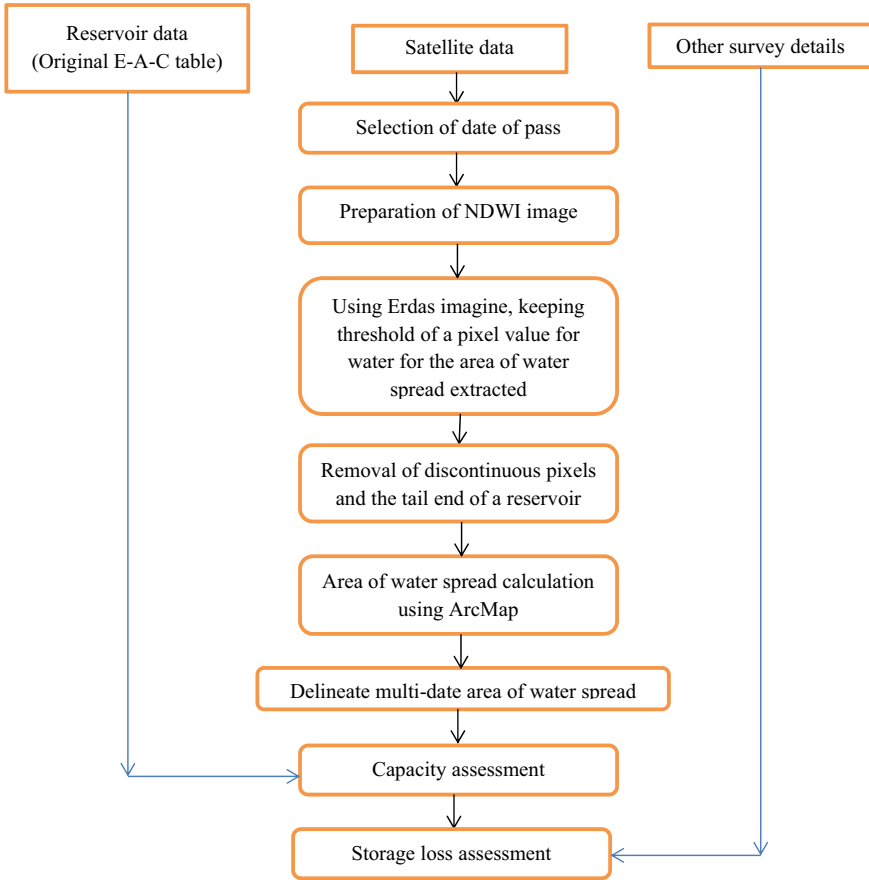 Reservoir data
(Original E-A-C table)
Satellite data
Other survey details
Selection of date of pass
Preparation of NDWI image
Using Erdas imagine, keeping
threshold of a pixel value for
water for the area of water
spread extracted
Removal of discontinuous pixels
and the tail end of a reservoir
Area of water spread calculation
using ArcMap
Delineate multi-date area of water spread
Capacity assessment
Storage loss assessment